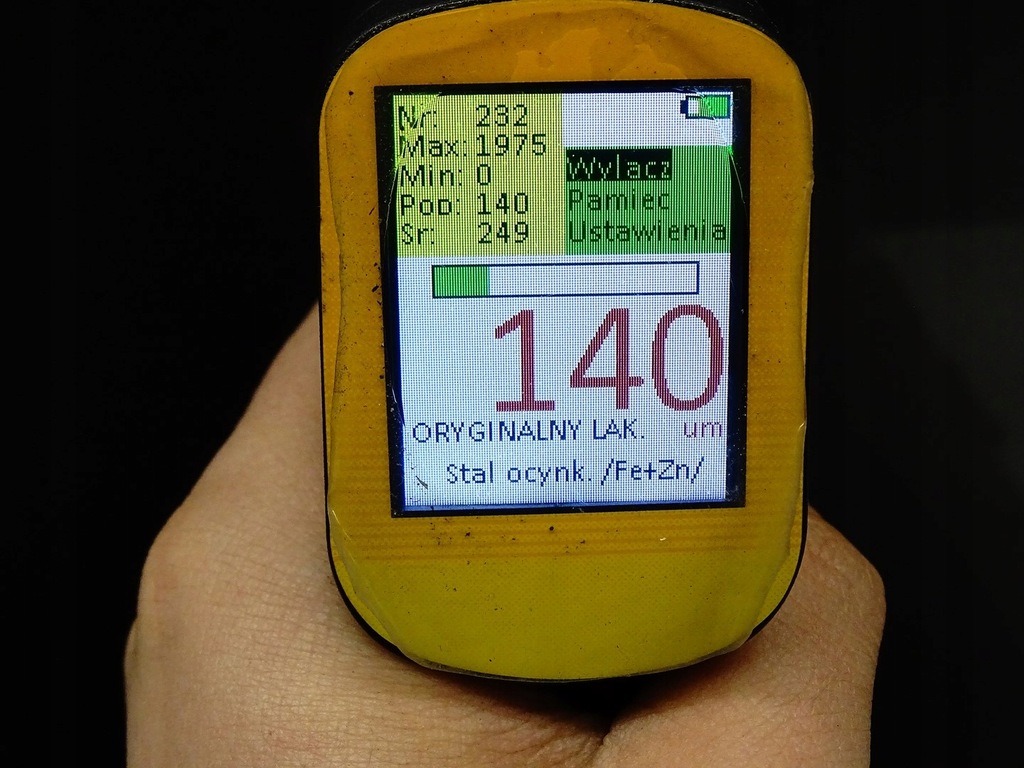 Nr: 232
Max: 1975
Min: 0
Pop: 140
Sr: 249
Wylacz
Pamiec
Ustawienia
140
ORYGINALNY LAK. um
Stal ocynk. /Fe+Zn/